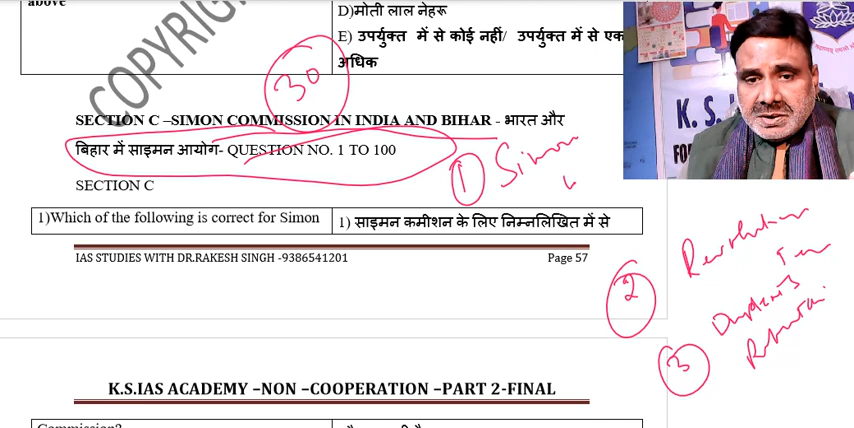 above
D)मोती लाल नेहरू
E) उपर्युक्त में से कोई नहीं/ उपर्युक्त में से एक
अधिक
COPYRIG
30
SECTION C –SIMON COMMISSION IN INDIA AND BIHAR - भारत और
बिहार में साइमन आयोग- QUESTION NO. 1 TO 100
SECTION C
1 Simon
1)Which of the following is correct for Simon
1) साइमन कमीशन के लिए निम्नलिखित में से
IAS STUDIES WITH DR.RAKESH SINGH -9386541201
Page 57
2
3
K.S.IAS ACADEMY –NON –COOPERATION –PART 2-FINAL
Commission?
K. S.
FO